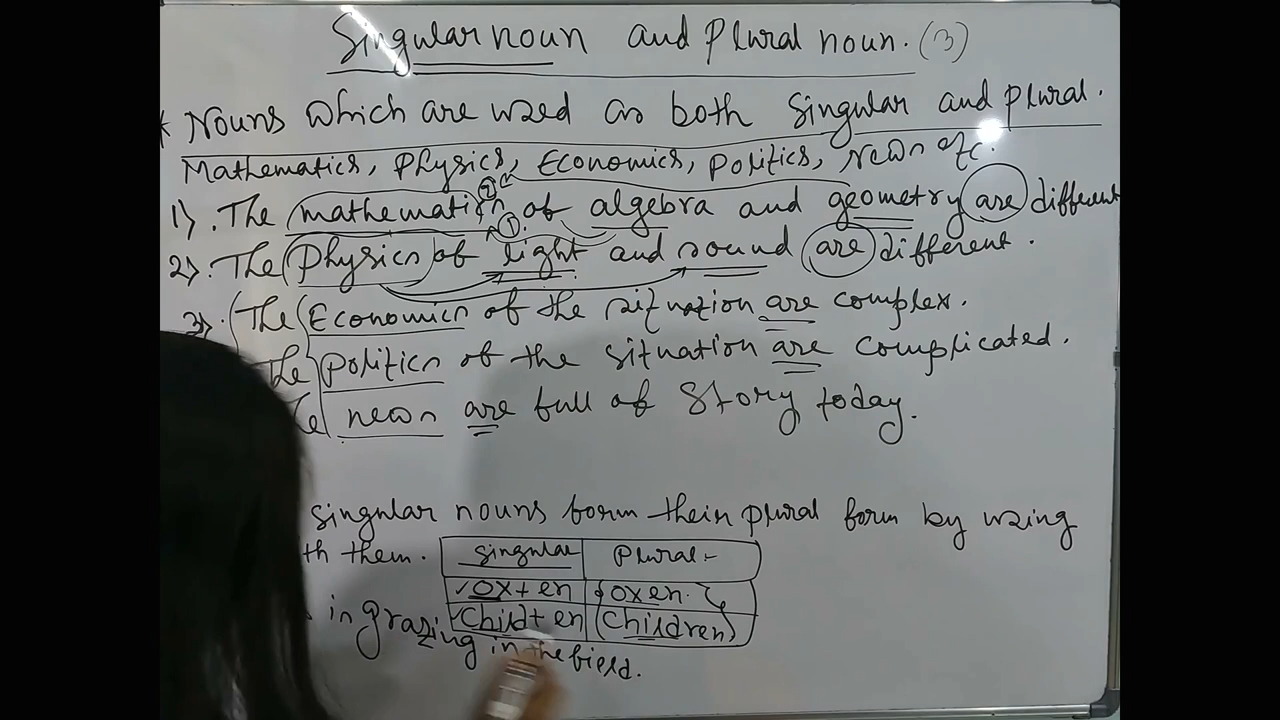 Singular noun and Plural noun. (3)
* Nouns which are used as both Singular and plural.
Mathematics, Physics, Economics, politics, News etc.
1). The mathematics of algebra and geometry are different
2). The Physics of light and sound are different.
3). The Economics of the situation are complex.
The politics of the situation are complicated.
news are full of Story today.
singular nouns form their plural form by using
them. Singular Plural :-
Ox + en oxen.
Child + en Children
in grazing in the field.